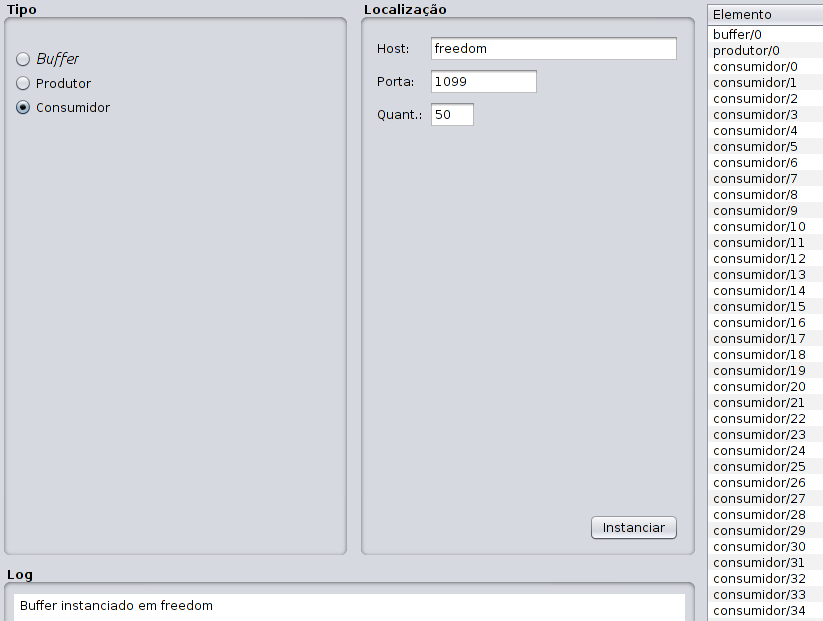 Tipo
Buffer
Produtor
Consumidor
Localização
Host: freedom
Porta: 1099
Quant.: 50
Instanciar
Log
Buffer instanciado em freedom
Elemento
buffer/0
produtor/0
consumidor/0
consumidor/1
consumidor/2
consumidor/3
consumidor/4
consumidor/5
consumidor/6
consumidor/7
consumidor/8
consumidor/9
consumidor/10
consumidor/11
consumidor/12
consumidor/13
consumidor/14
consumidor/15
consumidor/16
consumidor/17
consumidor/18
consumidor/19
consumidor/20
consumidor/21
consumidor/22
consumidor/23
consumidor/24
consumidor/25
consumidor/26
consumidor/27
consumidor/28
consumidor/29
consumidor/30
consumidor/31
consumidor/32
consumidor/33
consumidor/34